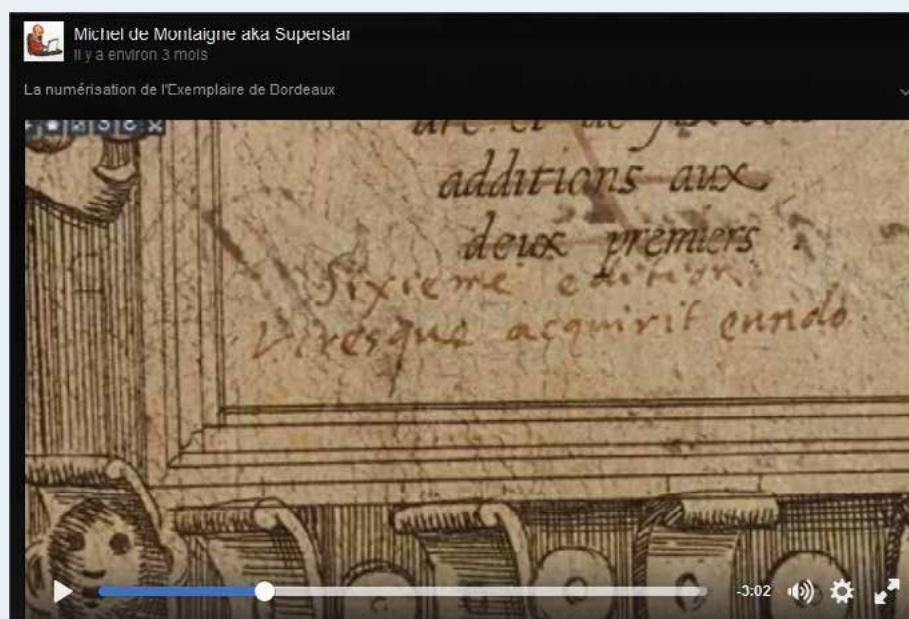 Michel de Montaigne aka Superstar
Il y a environ 3 mois
La numérisation de l'Exemplaire de Bordeaux
additions aux
deux premiers
Sixieme edition
Viresque acquirit eundo.
-3:02